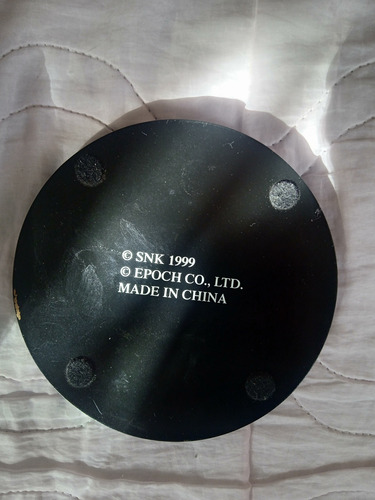 © SNK 1999
© EPOCH CO., LTD.
MADE IN CHINA